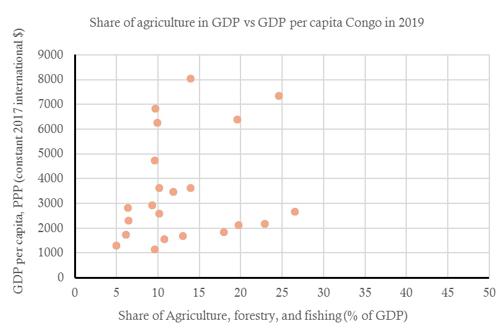 Share of agriculture in GDP vs GDP per capita Congo in 2019
GDP per capita, PPP (constant 2017 international $)
9000
8000
7000
6000
5000
4000
3000
2000
1000
0
0 5 10 15 20 25 30 35 40 45 50
Share of Agriculture, forestry, and fishing (% of GDP)